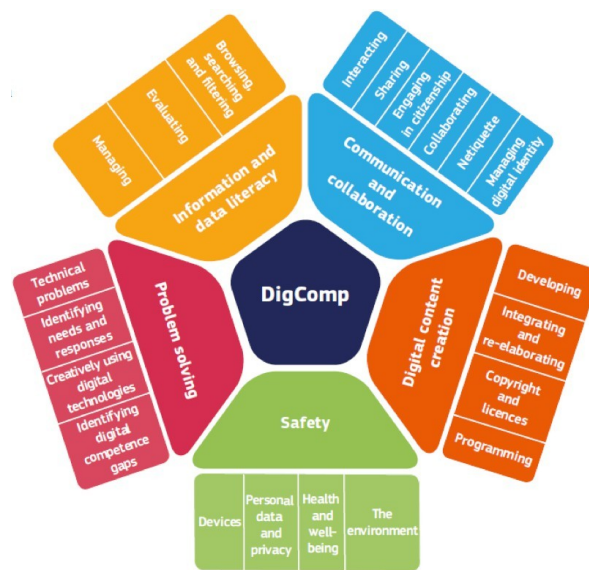 Browsing,
searching
and filtering
Evaluating
Managing
Information and
data literacy
Interacting
Sharing
Engaging
in citizenship
Collaborating
Netiquette
Managing
digital identity
Communication
and
collaboration
DigComp
Developing
Integrating
and
re-elaborating
Copyright
and
licences
Programming
Digital content
creation
Safety
Devices
Personal
data
and
privacy
Health
and
well-
being
The
environment
Problem solving
Technical
problems
Identifying
needs and
responses
Creatively using
digital
technologies
Identifying
digital
competence
gaps